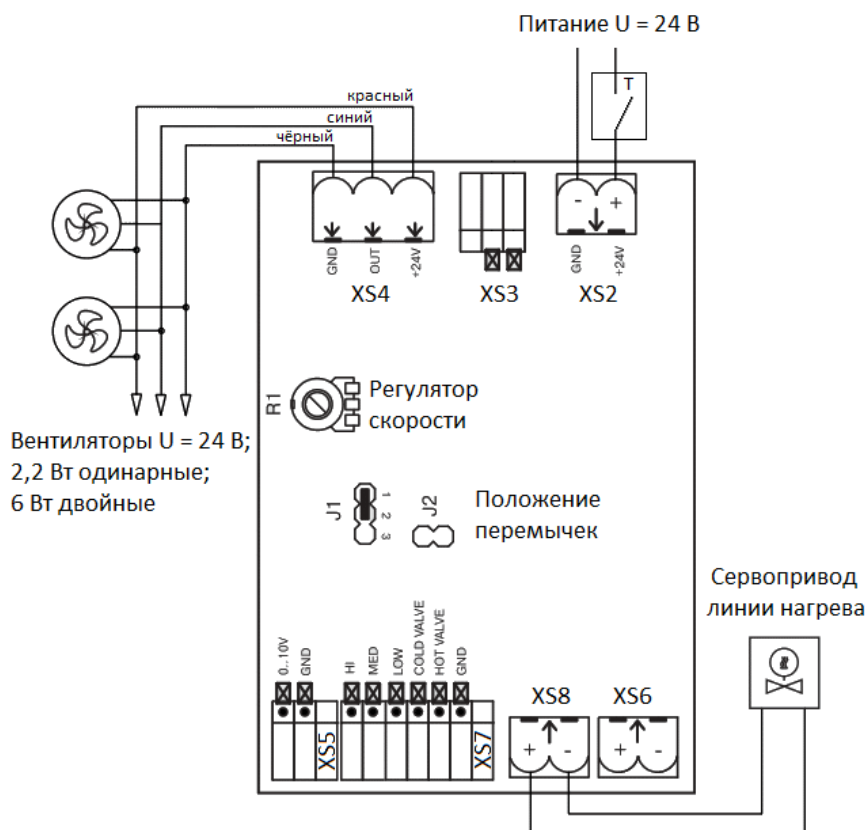 Питание U = 24 В
T
красный
синий
чёрный
- +
GND
OUT
+24V
GND
+24V
XS4
XS3
XS2
R1
Регулятор
скорости
Вентиляторы U = 24 В;
2,2 Вт одинарные;
6 Вт двойные
J1
1
2
3
J2
Положение
перемычек
Сервопривод
линии нагрева
0..10V
GND
HI
MED
LOW
COLD VALVE
HOT VALVE
GND
XS5
XS7
XS8
XS6
+ -
+ -